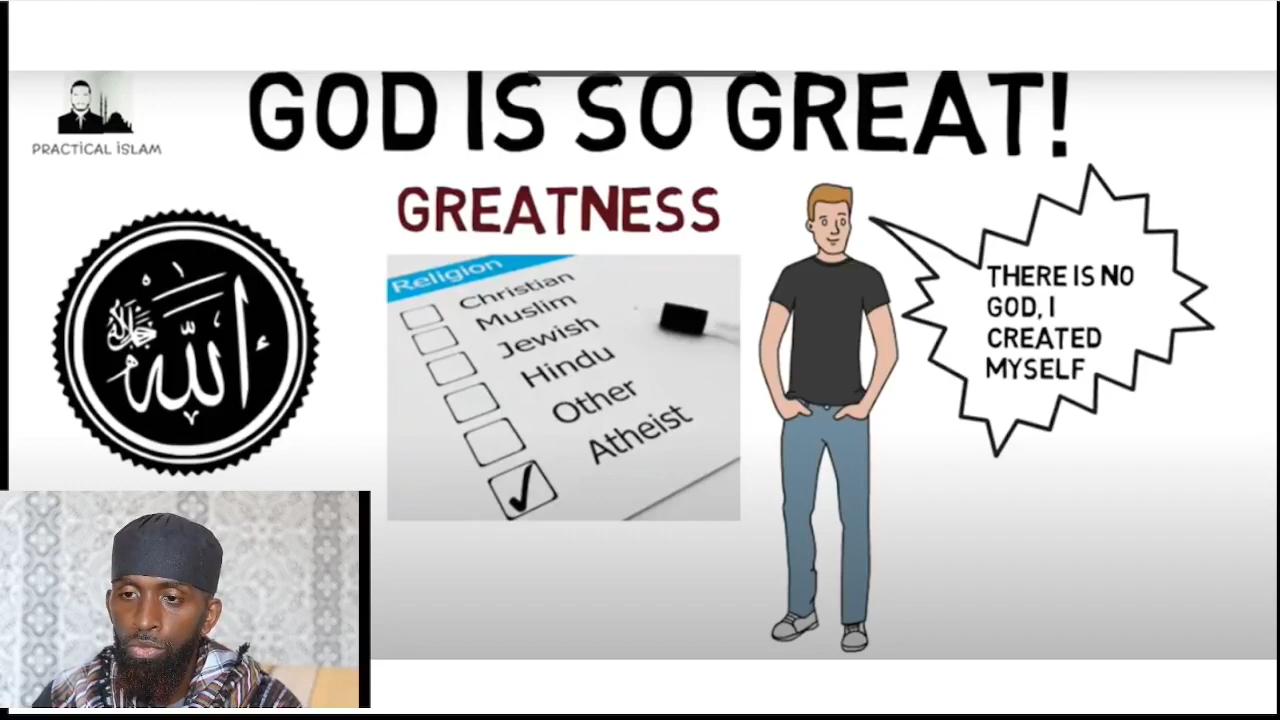 GOD IS SO GREAT!
PRACTICAL ISLAM
GREATNESS
الله
جل جلاله
Religion
Christian
Muslim
Jewish
Hindu
Other
Atheist
THERE IS NO
GOD, I
CREATED
MYSELF